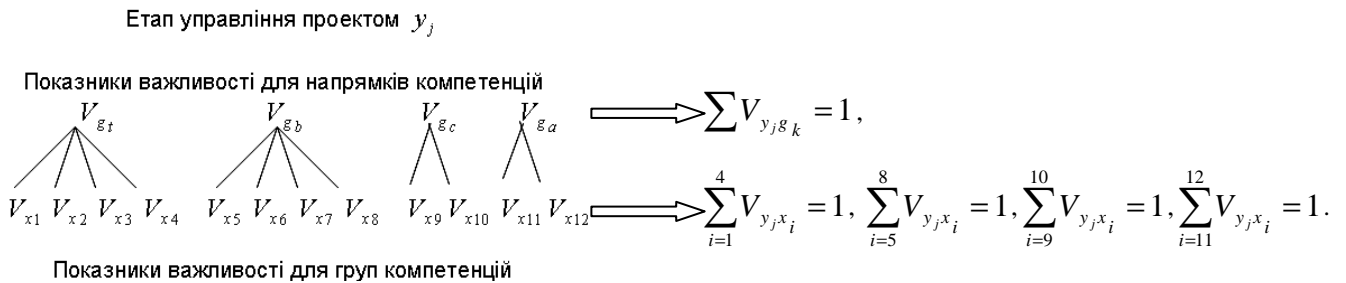 Етап управління проектом y_j
Показники важливості для напрямків компетенцій
V_{g_t} V_{g_b} V_{g_c} V_{g_a} ∑V_{y_j g_k} = 1,
V_{x1} V_{x2} V_{x3} V_{x4} V_{x5} V_{x6} V_{x7} V_{x8} V_{x9} V_{x10} V_{x11} V_{x12} ∑_{i=1}^{4} V_{y_j x_i} = 1, ∑_{i=5}^{8} V_{y_j x_i} = 1, ∑_{i=9}^{10} V_{y_j x_i} = 1, ∑_{i=11}^{12} V_{y_j x_i} = 1.
Показники важливості для груп компетенцій